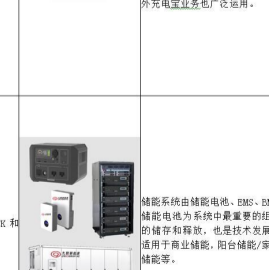 外充电宝业务也广泛运用。
K 和
储能系统由储能电池、EMS、B
储能电池为系统中最重要的组
的储存和释放，也是技术发展
适用于商业储能，阳台储能/家
储能等。